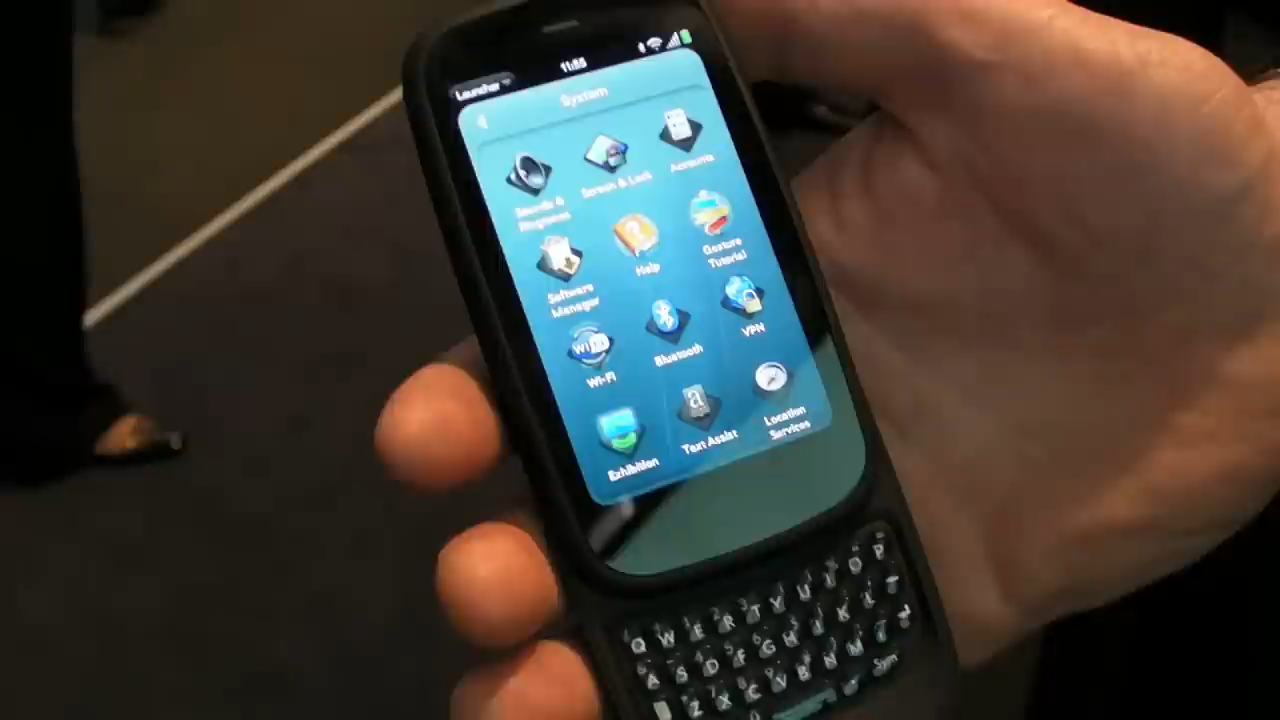 11:55
Launcher
System
Sounds &
Ringtones
Screen & Lock
Accounts
Software
Manager
Help
Gesture
Tutorial
WiFi
Wi-Fi
Bluetooth
VPN
Exhibition
a
Text Assist
Location
Services
Q W E R T Y U I O P
A S D F G H J K L
Z X C V B N M
Sym